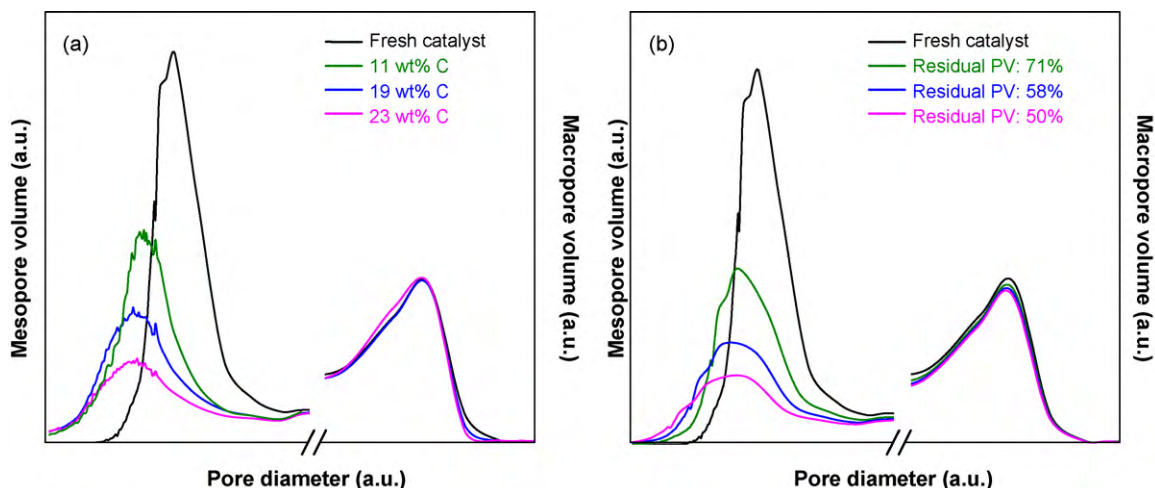 (a)
Fresh catalyst
11 wt% C
19 wt% C
23 wt% C
Mesopore volume (a.u.)
Macropore volume (a.u.)
Pore diameter (a.u.)
(b)
Fresh catalyst
Residual PV: 71%
Residual PV: 58%
Residual PV: 50%
Mesopore volume (a.u.)
Macropore volume (a.u.)
Pore diameter (a.u.)